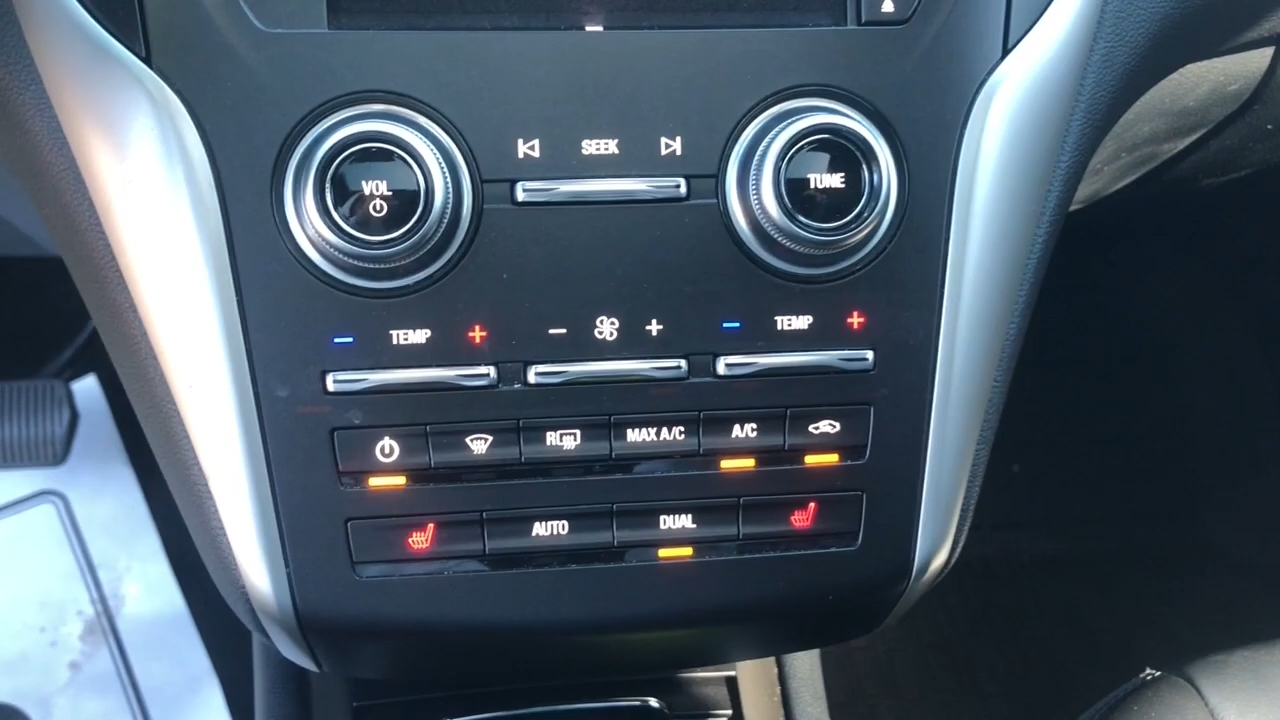 SEEK
VOL
TUNE
TEMP
TEMP
R
MAX A/C
A/C
AUTO
DUAL